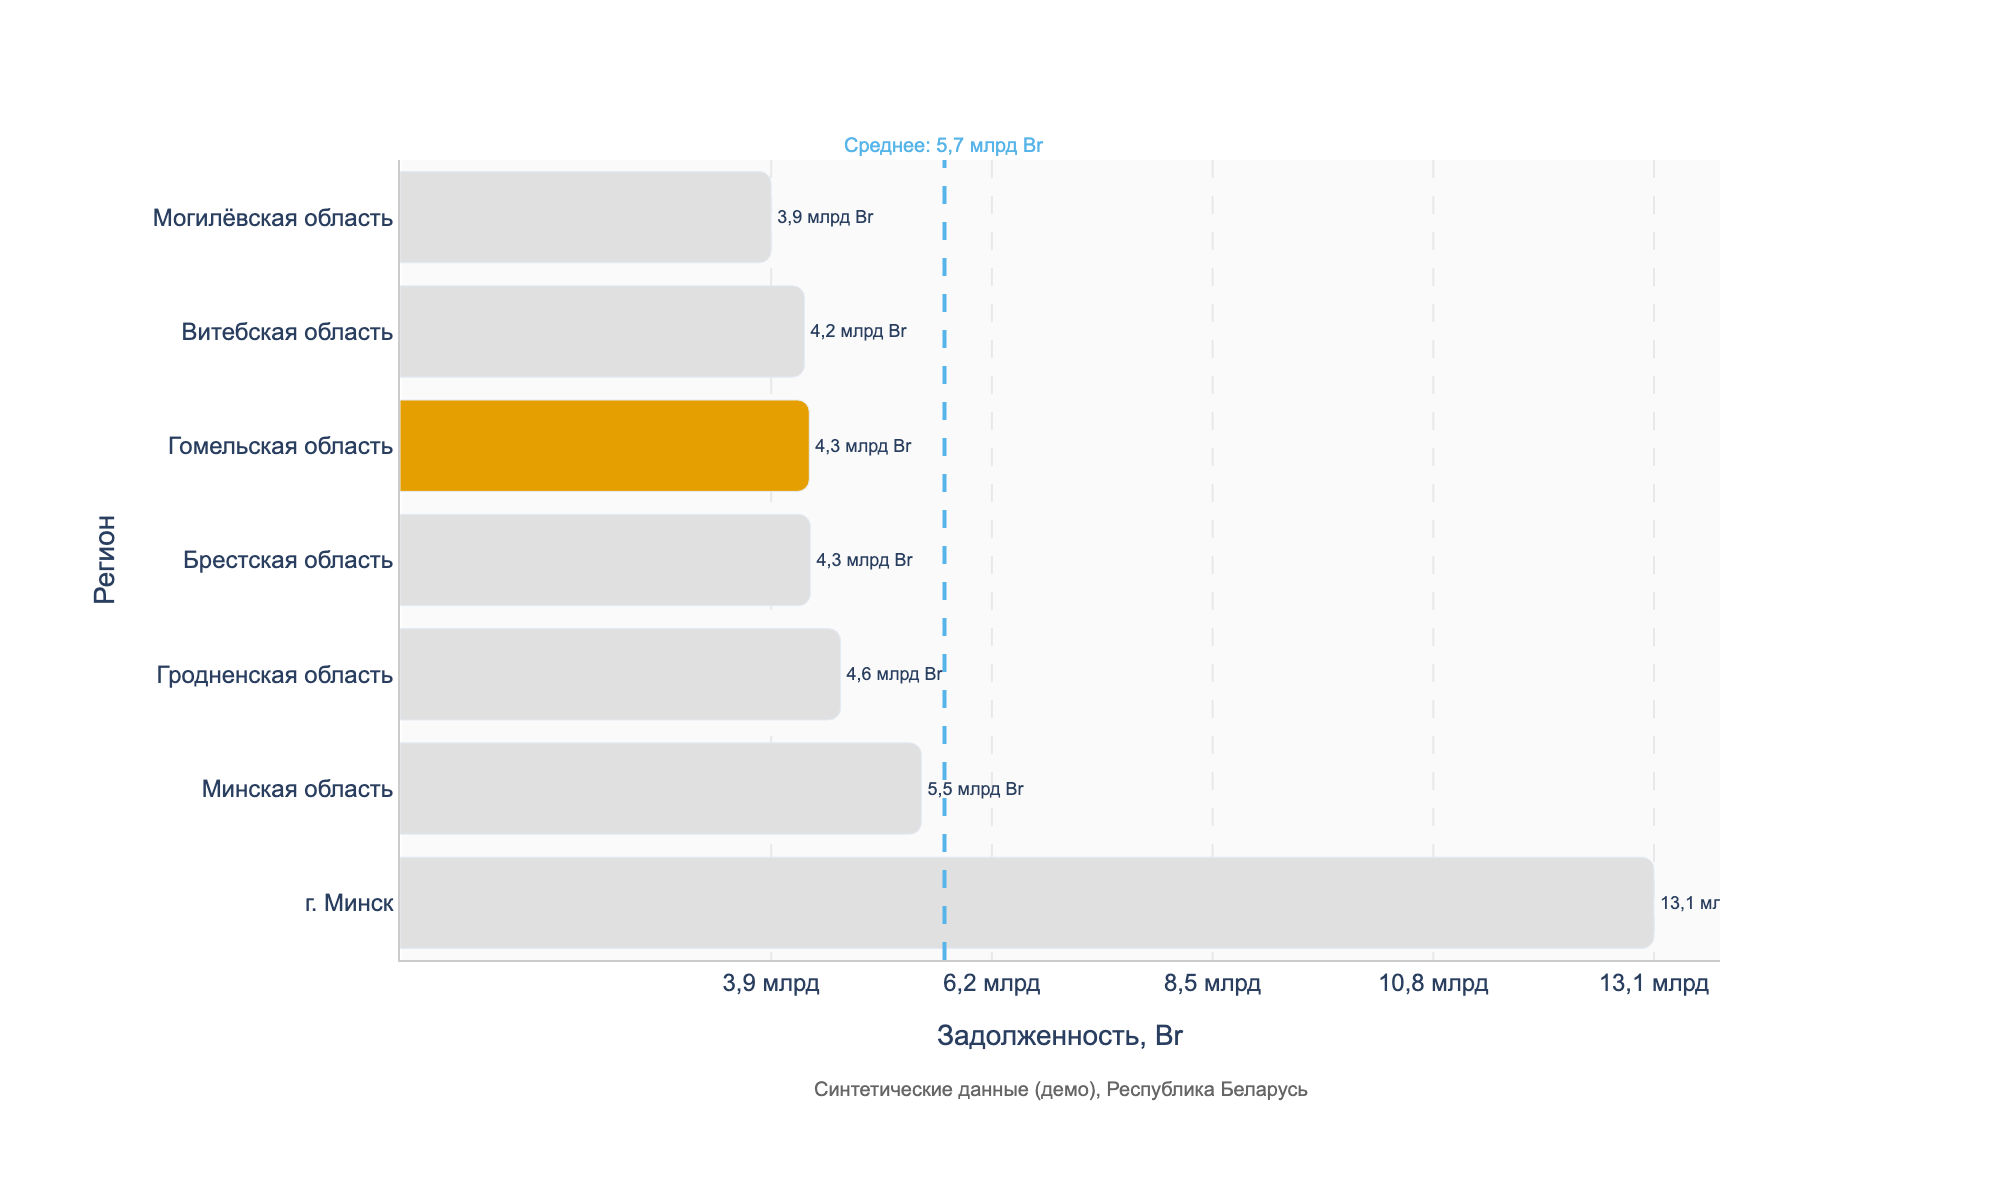 Среднее: 5,7 млрд Br
Могилёвская область
3,9 млрд Br
Витебская область
4,2 млрд Br
Гомельская область
4,3 млрд Br
Брестская область
4,3 млрд Br
Гродненская область
4,6 млрд Br
Минская область
5,5 млрд Br
г. Минск
13,1 мл
Регион
3,9 млрд 6,2 млрд 8,5 млрд 10,8 млрд 13,1 млрд
Задолженность, Br
Синтетические данные (демо), Республика Беларусь